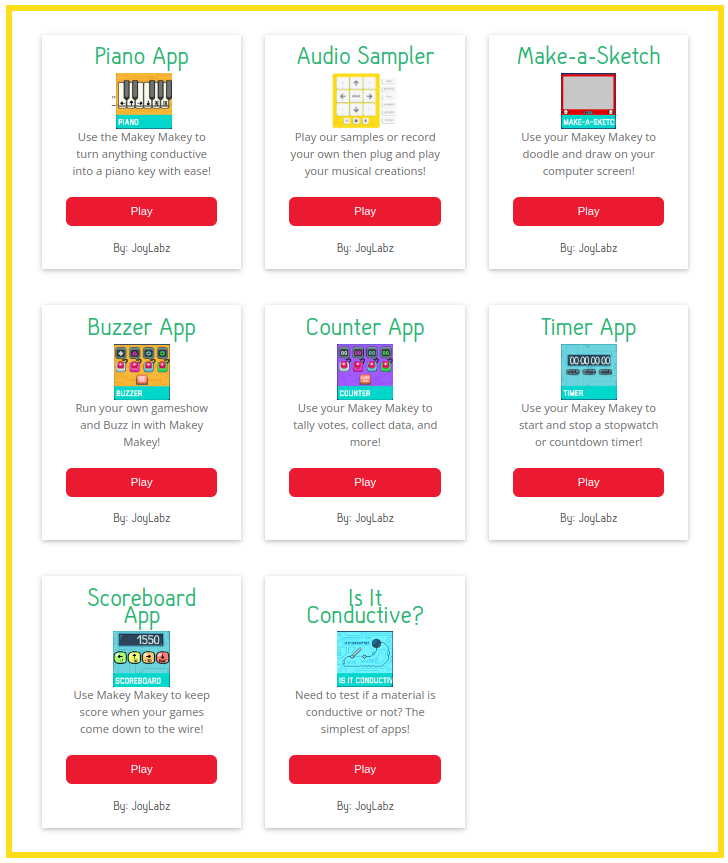 Piano App
PIANO
Use the Makey Makey to
turn anything conductive
into a piano key with ease!
Play
By: JoyLabz
Audio Sampler
Play our samples or record
your own then plug and play
your musical creations!
Play
By: JoyLabz
Make-a-Sketch
MAKE-A-SKETC
Use your Makey Makey to
doodle and draw on your
computer screen!
Play
By: JoyLabz
Buzzer App
BUZZER
Run your own gameshow
and Buzz in with Makey
Makey!
Play
By: JoyLabz
Counter App
COUNTER
Use your Makey Makey to
tally votes, collect data, and
more!
Play
By: JoyLabz
Timer App
00:00:00:00
TIMER
Use your Makey Makey to
start and stop a stopwatch
or countdown timer!
Play
By: JoyLabz
Scoreboard
App
1550
SCOREBOARD
Use Makey Makey to keep
score when your games
come down to the wire!
Play
By: JoyLabz
Is It
Conductive?
IS IT CONDUCTIV
Need to test if a material is
conductive or not? The
simplest of apps!
Play
By: JoyLabz